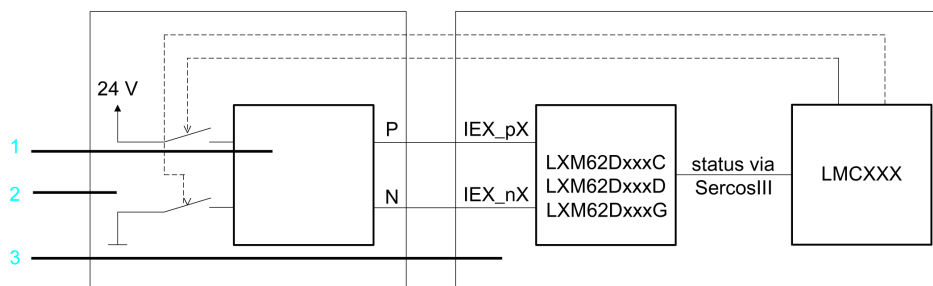 24 V
1
2
3
P
N
IEX_pX
IEX_nX
LXM62DxxxC
LXM62DxxxD
LXM62DxxxG
status via
SercosIII
LMCXXX